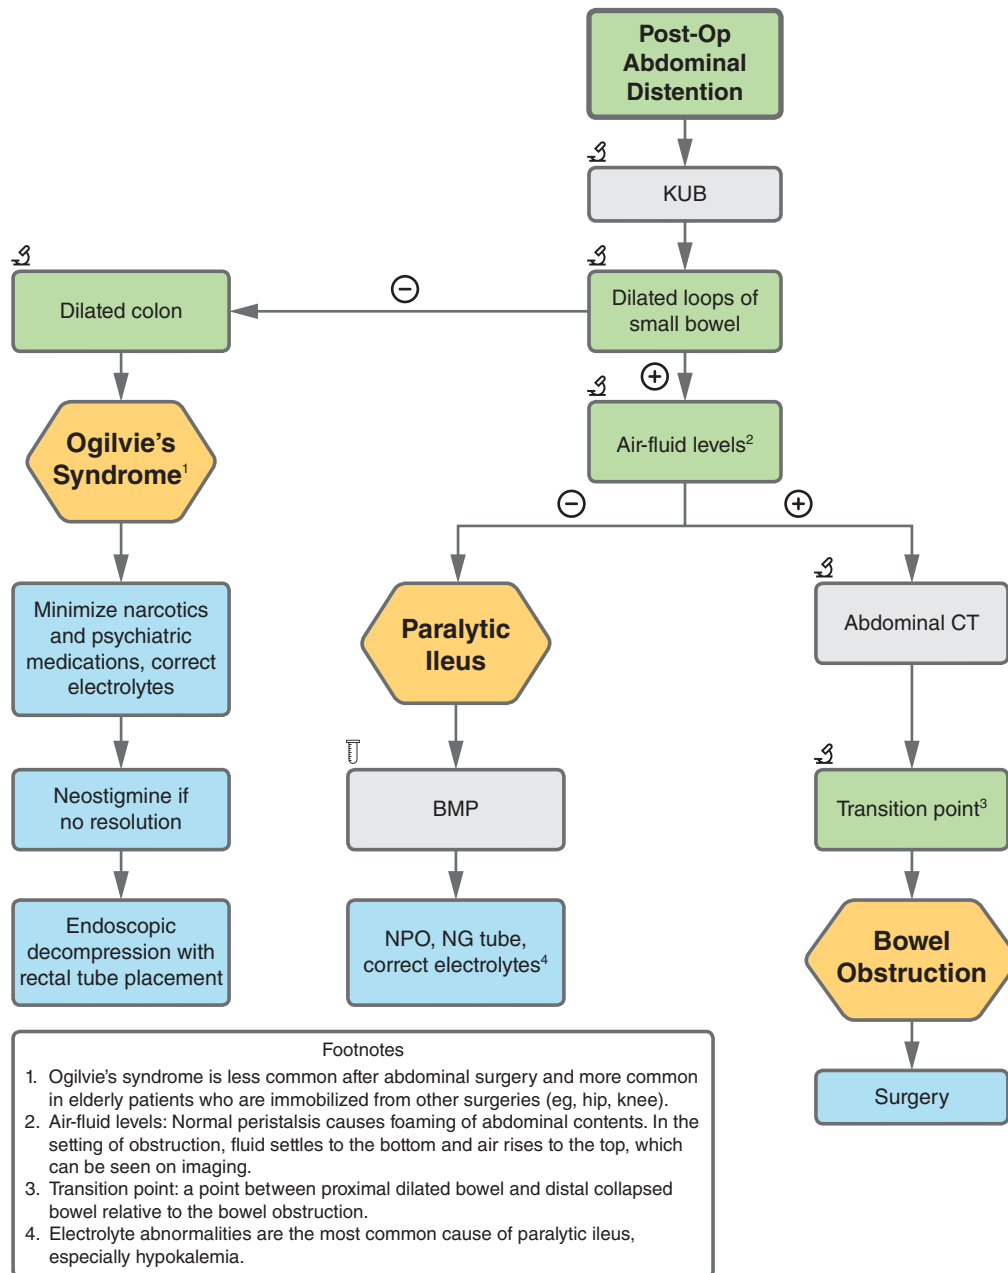 Post-Op
Abdominal
Distention
KUB
Dilated loops of
small bowel
Dilated colon
Air-fluid levels2
Ogilvie’s
Syndrome1
Minimize narcotics
and psychiatric
medications, correct
electrolytes
Neostigmine if
no resolution
Endoscopic
decompression with
rectal tube placement
Paralytic
Ileus
BMP
NPO, NG tube,
correct electrolytes4
Abdominal CT
Transition point3
Bowel
Obstruction
Surgery
Footnotes
1. Ogilvie’s syndrome is less common after abdominal surgery and more common
in elderly patients who are immobilized from other surgeries (eg, hip, knee).
2. Air-fluid levels: Normal peristalsis causes foaming of abdominal contents. In the
setting of obstruction, fluid settles to the bottom and air rises to the top, which
can be seen on imaging.
3. Transition point: a point between proximal dilated bowel and distal collapsed
bowel relative to the bowel obstruction.
4. Electrolyte abnormalities are the most common cause of paralytic ileus,
especially hypokalemia.